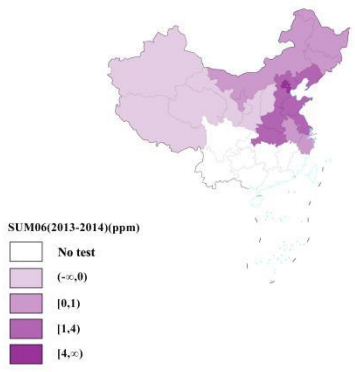 SUM06(2013-2014)(ppm)
No test
(-∞,0)
[0,1)
[1,4)
[4,∞)